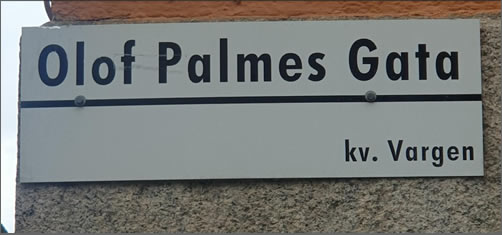 Olof Palmes Gata
kv. Vargen